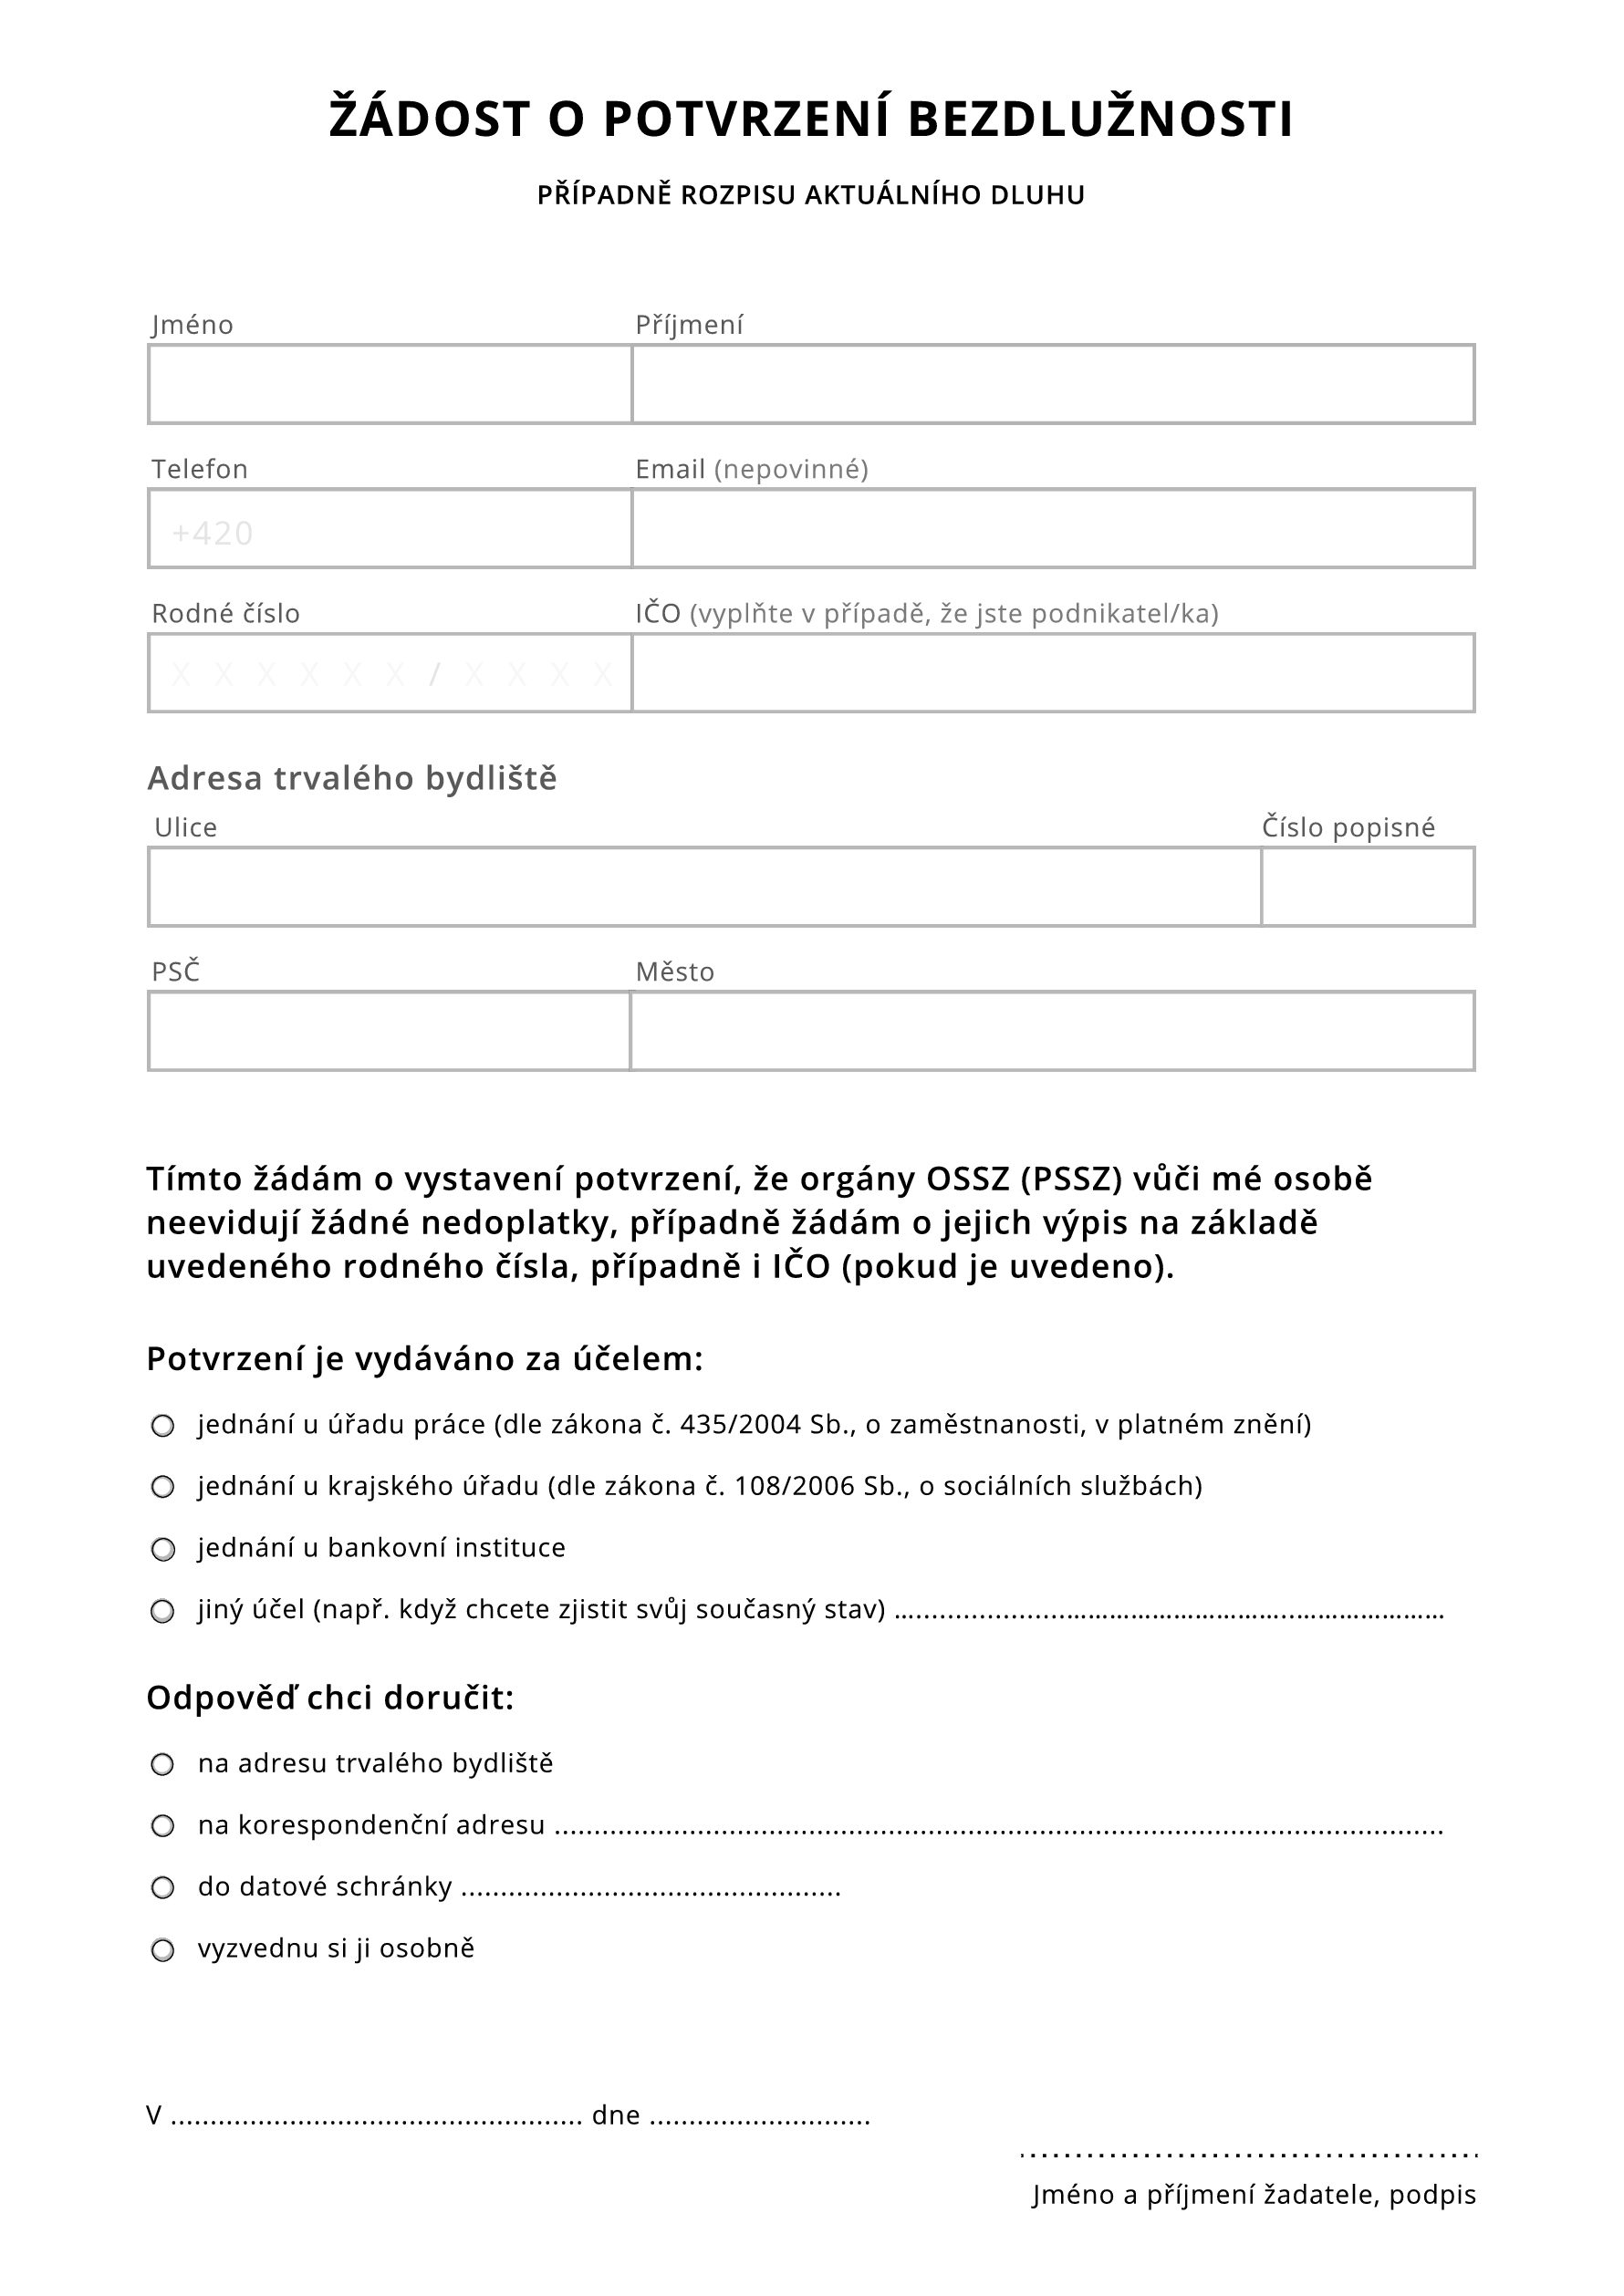 ŽÁDOST O POTVRZENÍ BEZDLUŽNOSTI
PŘÍPADNĚ ROZPISU AKTUÁLNÍHO DLUHU
Jméno Příjmení
Telefon Email (nepovinné)
+420
Rodné číslo IČO (vyplňte v případě, že jste podnikatel/ka)
X X X X X X / X X X X
Adresa trvalého bydliště
Ulice Číslo popisné
PSČ Město
Tímto žádám o vystavení potvrzení, že orgány OSSZ (PSSZ) vůči mé osobě
neevidují žádné nedoplatky, případně žádám o jejich výpis na základě
uvedeného rodného čísla, případně i IČO (pokud je uvedeno).
Potvrzení je vydáváno za účelem:
jednání u úřadu práce (dle zákona č. 435/2004 Sb., o zaměstnanosti, v platném znění)
jednání u krajského úřadu (dle zákona č. 108/2006 Sb., o sociálních službách)
jednání u bankovní instituce
jiný účel (např. když chcete zjistit svůj současný stav) ......................................................................
Odpověď chci doručit:
na adresu trvalého bydliště
na korespondenční adresu ................................................................................................................
do datové schránky ................................................
vyzvednu si ji osobně
V .................................................... dne ............................
..........................................
Jméno a příjmení žadatele, podpis